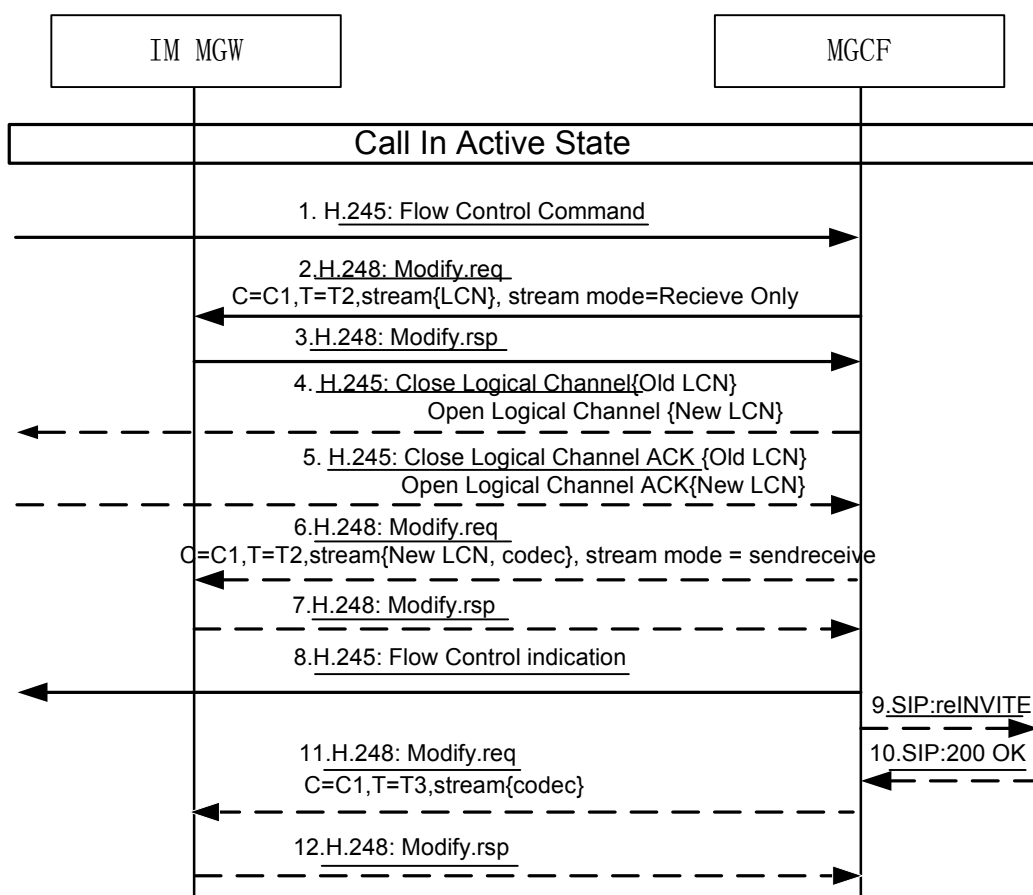 IM MGW
MGCF
Call In Active State
1. H.245: Flow Control Command
2.H.248: Modify.req
C=C1,T=T2,stream{LCN}, stream mode=Recieve Only
3.H.248: Modify.rsp
4. H.245: Close Logical Channel{Old LCN}
Open Logical Channel {New LCN}
5. H.245: Close Logical Channel ACK {Old LCN}
Open Logical Channel ACK{New LCN}
6.H.248: Modify.req
C=C1,T=T2,stream{New LCN, codec}, stream mode = sendreceive
7.H.248: Modify.rsp
8.H.245: Flow Control indication
9.SIP:reINVITE
11.H.248: Modify.req
10.SIP:200 OK
C=C1,T=T3,stream{codec}
12.H.248: Modify.rsp